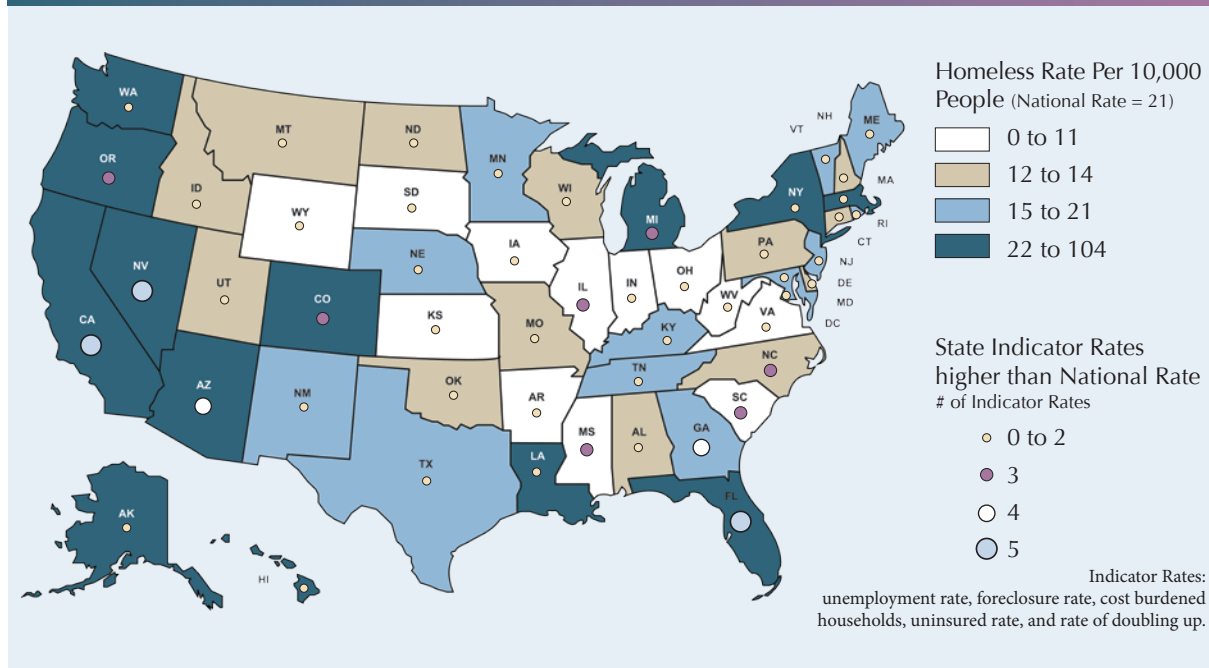 WA
OR
CA
NV
ID
MT
WY
UT
CO
AZ
NM
ND
SD
NE
KS
OK
TX
MN
IA
MO
AR
LA
WI
IL
MS
MI
IN
KY
TN
AL
OH
WV
VA
NC
SC
GA
FL
PA
NY
VT
NH
ME
MA
RI
CT
NJ
DE
MD
DC
AK
HI
Homeless Rate Per 10,000
People (National Rate = 21)
0 to 11
12 to 14
15 to 21
22 to 104
State Indicator Rates
higher than National Rate
# of Indicator Rates
0 to 2
3
4
5
Indicator Rates:
unemployment rate, foreclosure rate, cost burdened
households, uninsured rate, and rate of doubling up.